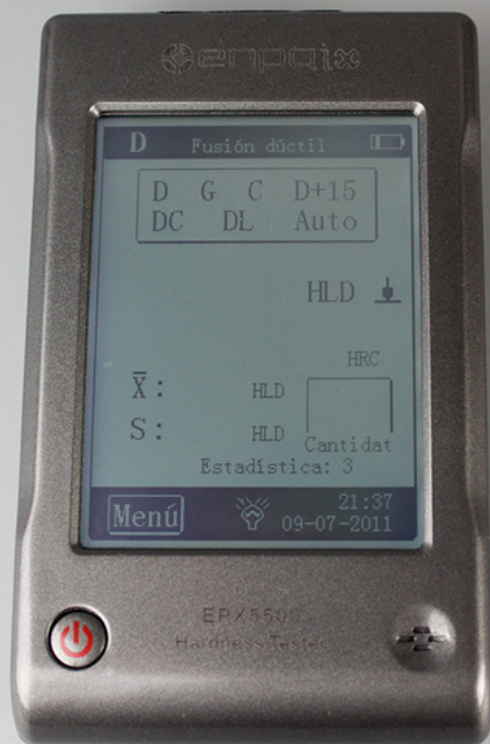 enpaix
D Fusión dúctil
D G C D+15
DC DL Auto
HLD
HRC
X̅: HLD
S: HLD
Cantidat
Estadística: 3
Menú 21:37
09-07-2011
EPX5500
Hardness Tester